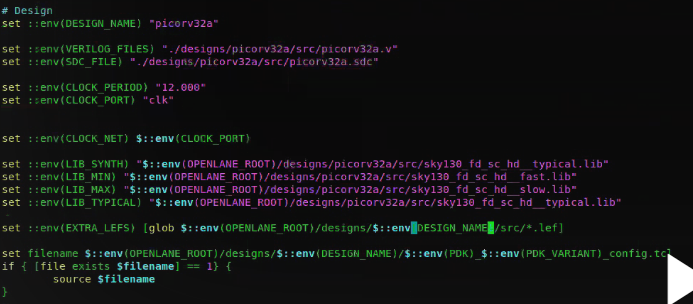 # Design
set ::env(DESIGN_NAME) "picorv32a"
set ::env(VERILOG_FILES) "./designs/picorv32a/src/picorv32a.v"
set ::env(SDC_FILE) "./designs/picorv32a/src/picorv32a.sdc"
set ::env(CLOCK_PERIOD) "12.000"
set ::env(CLOCK_PORT) "clk"
set ::env(CLOCK_NET) $::env(CLOCK_PORT)
set ::env(LIB_SYNTH) "$::env(OPENLANE_ROOT)/designs/picorv32a/src/sky130_fd_sc_hd__typical.lib"
set ::env(LIB_MIN) "$::env(OPENLANE_ROOT)/designs/picorv32a/src/sky130_fd_sc_hd__fast.lib"
set ::env(LIB_MAX) "$::env(OPENLANE_ROOT)/designs/picorv32a/src/sky130_fd_sc_hd__slow.lib"
set ::env(LIB_TYPICAL) "$::env(OPENLANE_ROOT)/designs/picorv32a/src/sky130_fd_sc_hd__typical.lib"
set ::env(EXTRA_LEFS) [glob $::env(OPENLANE_ROOT)/designs/$::env(DESIGN_NAME)/src/*.lef]
set filename $::env(OPENLANE_ROOT)/designs/$::env(DESIGN_NAME)/$::env(PDK)_$::env(PDK_VARIANT)_config.tcl
if { [file exists $filename] == 1} {
source $filename
}